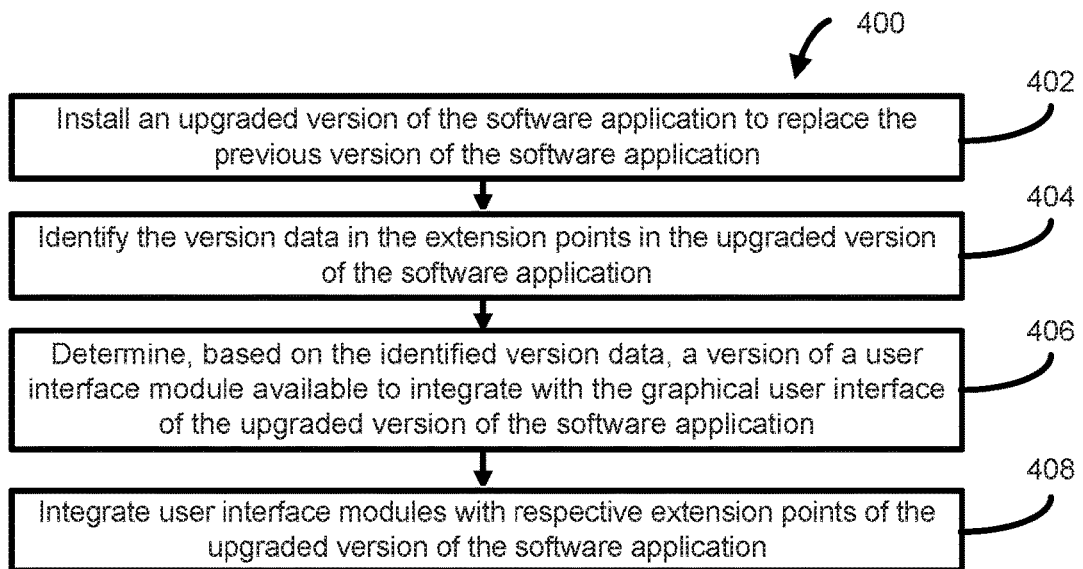 400
402
Install an upgraded version of the software application to replace the
previous version of the software application
404
Identify the version data in the extension points in the upgraded version
of the software application
406
Determine, based on the identified version data, a version of a user
interface module available to integrate with the graphical user interface
of the upgraded version of the software application
408
Integrate user interface modules with respective extension points of the
upgraded version of the software application